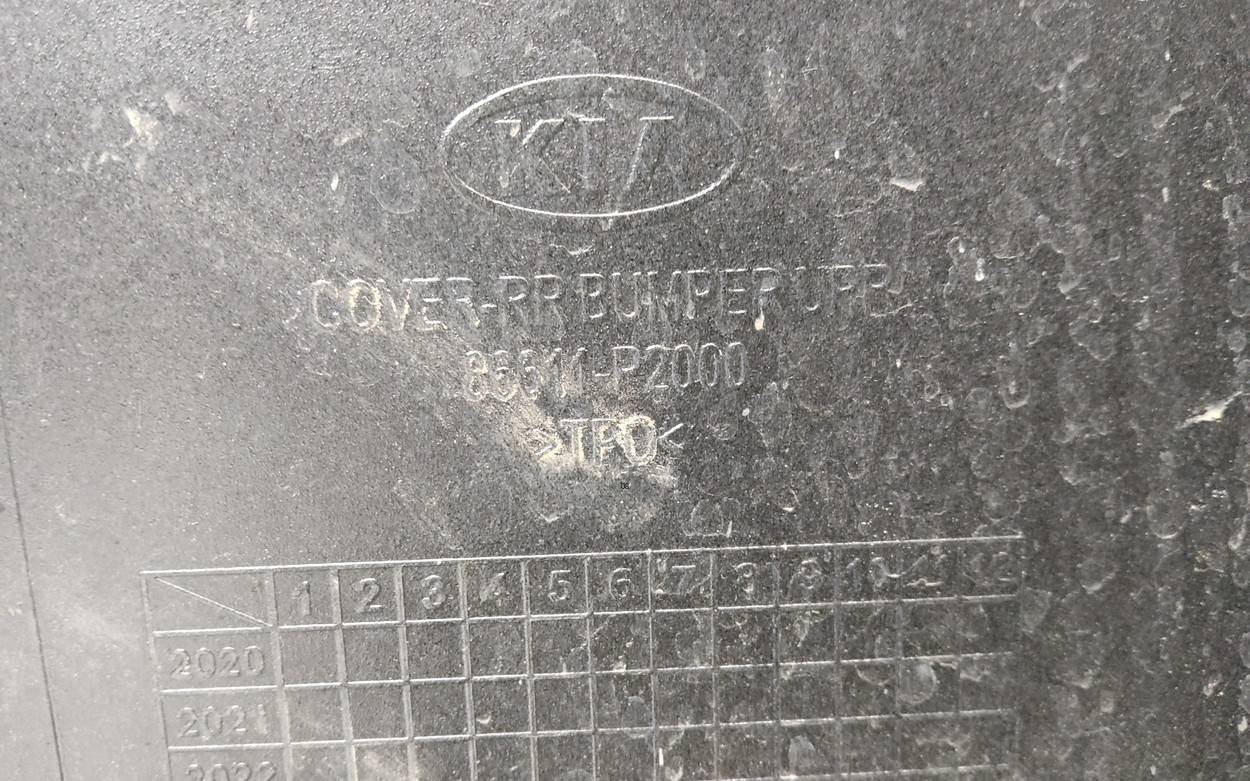 KIA
COVER-RR BUMPER UPR
86611-P2000
>TPO<
1 2 3 4 5 6 7 8 9 10 11 12
2020
2021
2022